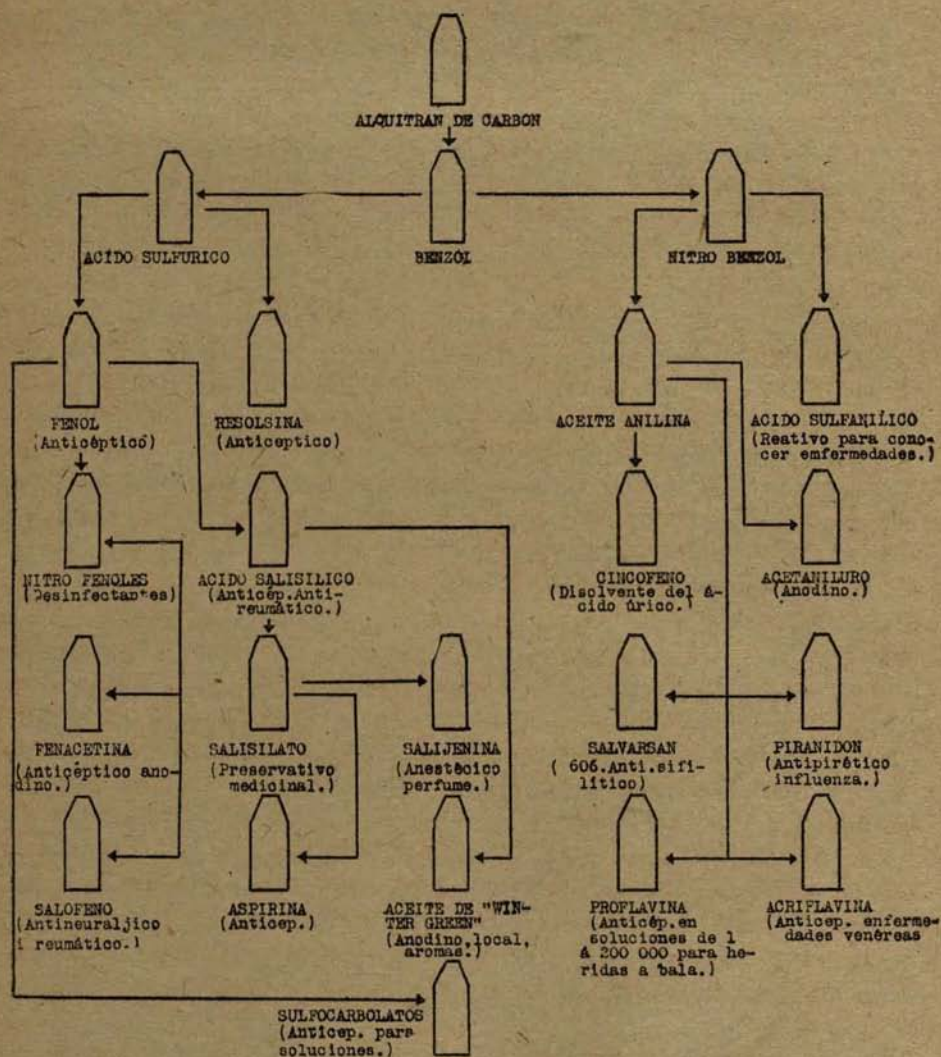 ALQUITRAN DE CARBON
ACÍDO SULFURICO
BENZOL
NITRO BENZOL
FENOL
(Anticéptico)
RESOLSINA
(Anticeptico)
ACEITE ANILINA
ACIDO SULFANÍLICO
(Reativo para cono-
cer emfermedades.)
NITRO FENOLES
(Desinfectantes)
ACIDO SALISILICO
(Anticép.Anti-
reumático.)
CINCOFENO
(Disolvente del á-
cido úrico.)
ACETANILURO
(Anodino.)
FENACETINA
(Anticéptico ano-
dino.)
SALISILATO
(Preservativo
medicinal.)
SALIJENINA
(Anestécico
perfume.)
SALVARSAN
( 606.Anti.sifi-
lítico)
PIRANIDON
(Antipirético
influenza.)
SALOFENO
(Antineuraljico
i reumático.)
ASPIRINA
(Anticep.)
ACEITE DE "WIN-
TER GREEN"
(Anodino,local,
aromas.)
PROFLAVINA
(Anticép.en
soluciones de 1
á 200 000 para he-
ridas a bala.)
ACRIFLAVINA
(Anticep. enferme-
dades venéreas
SULFOCARBOLATOS
(Anticep. para
soluciones.)